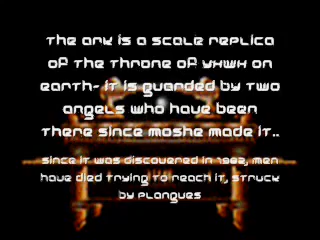 the ark is a scale replica
of the throne of yhwh on
earth- it is guarded by two
angels who have been
there since moshe made it..
since it was discovered in 1982, men
have died trying to reach it, struck
by plangues